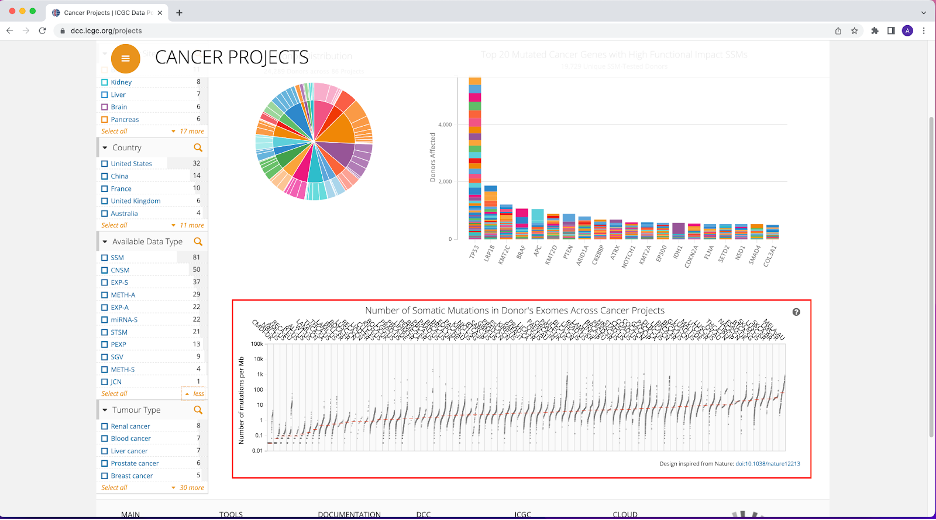 Cancer Projects | ICGC Data Po
dcc.icgc.org/projects
A
CANCER PROJECTS
Top 20 Mutated Cancer Genes with High Functional Impact SSMs
Kidney 8
Liver 7
Brain 6
Pancreas 6
Select all 17 more
Country
United States 32
China 14
France 10
United Kingdom 6
Australia 4
Select all 11 more
Available Data Type
SSM 81
CNSM 50
EXP-S 37
METH-A 29
EXP-A 22
miRNA-S 22
STSM 21
PEXP 13
SGV 9
METH-S 4
JCN 1
Select all less
Tumour Type
Renal cancer 8
Blood cancer 7
Liver cancer 7
Prostate cancer 6
Breast cancer 5
Select all 30 more
Donors Affected
4,000
2,000
0
TP53 LRP1B KMT2C BRAF APC KMT2D PTEN ARID1A CREBBP ATRX NOTCH1 KMT2A EP300 IDH1 CDKN2A FLNA SETD2 NSD1 SMAD4 COL3A1
Number of Somatic Mutations in Donor's Exomes Across Cancer Projects
?
Number of mutations per Mb
100k
10k
1k
100
10
1
0.1
0.01
Design inspired from Nature: doi:10.1038/nature12213
MAIN TOOLS DOCUMENTATION DCC ICGC CLOUD